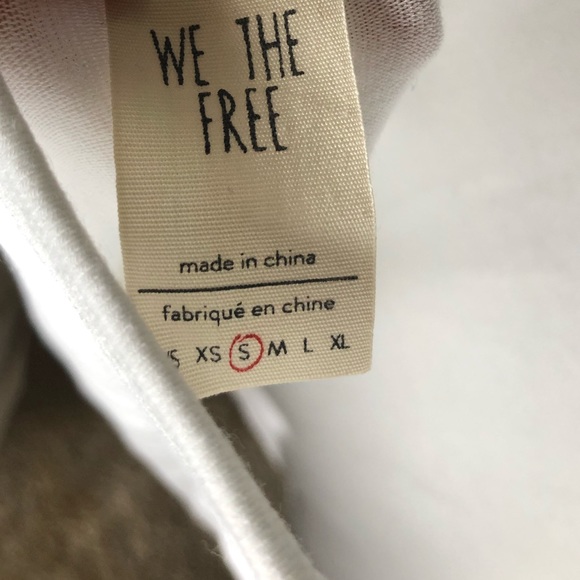 WE THE
FREE
made in china
fabriqué en chine
XS S M L XL